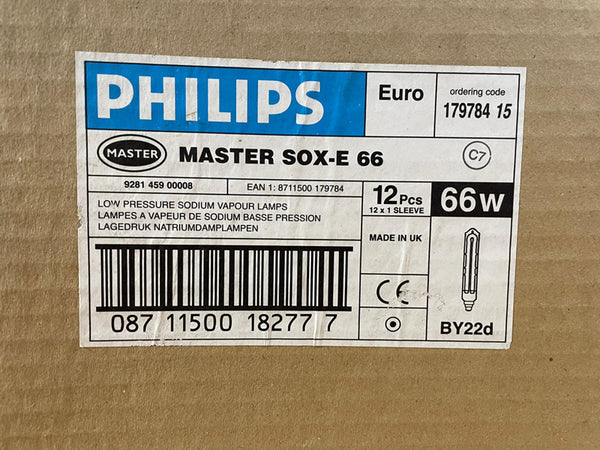 PHILIPS
Euro
ordering code
179784 15
MASTER
MASTER SOX-E 66
C7
9281 459 00008
EAN 1: 8711500 179784
12 Pcs
12 x 1 SLEEVE
66W
LOW PRESSURE SODIUM VAPOUR LAMPS
LAMPES A VAPEUR DE SODIUM BASSE PRESSION
LAGEDRUK NATRIUMDAMPLAMPEN
MADE IN UK
CE
087 11500 18277 7
BY22d